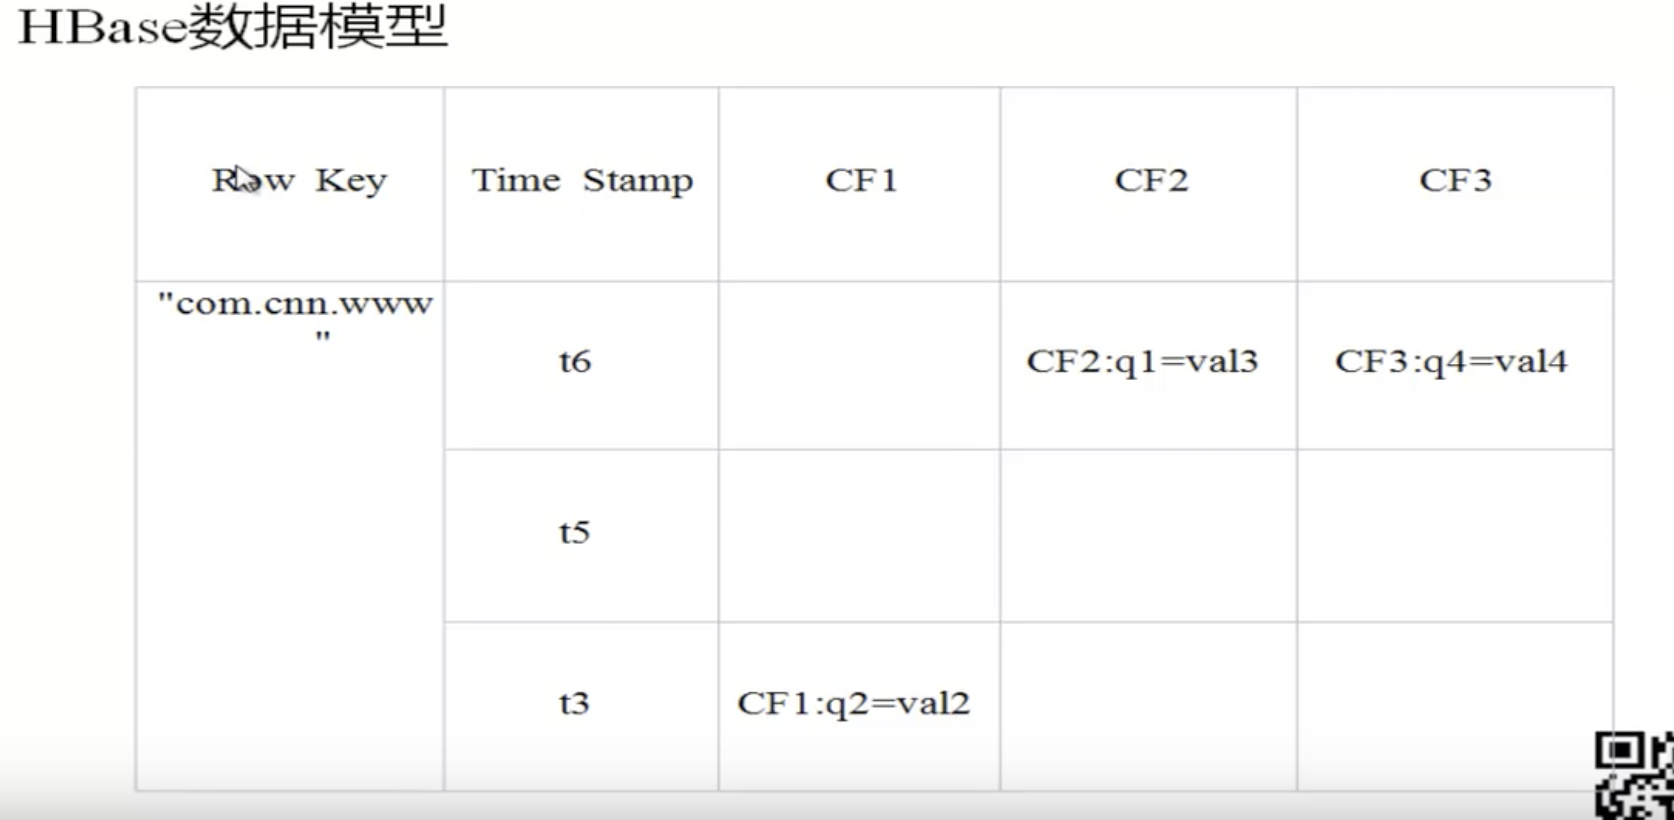 HBase数据模型
Row Key Time Stamp CF1 CF2 CF3
"com.cnn.www
"
t6 CF2:q1=val3 CF3:q4=val4
t5
t3 CF1:q2=val2